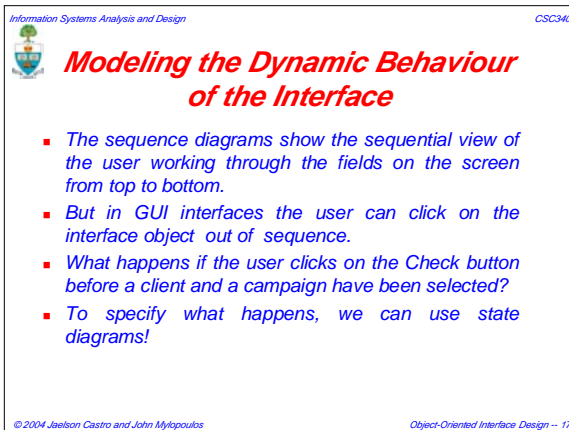 Information Systems Analysis and Design CSC340
Modeling the Dynamic Behaviour
of the Interface
The sequence diagrams show the sequential view of
the user working through the fields on the screen
from top to bottom.
But in GUI interfaces the user can click on the
interface object out of sequence.
What happens if the user clicks on the Check button
before a client and a campaign have been selected?
To specify what happens, we can use state
diagrams!
© 2004 Jaelson Castro and John Mylopoulos Object-Oriented Interface Design -- 17